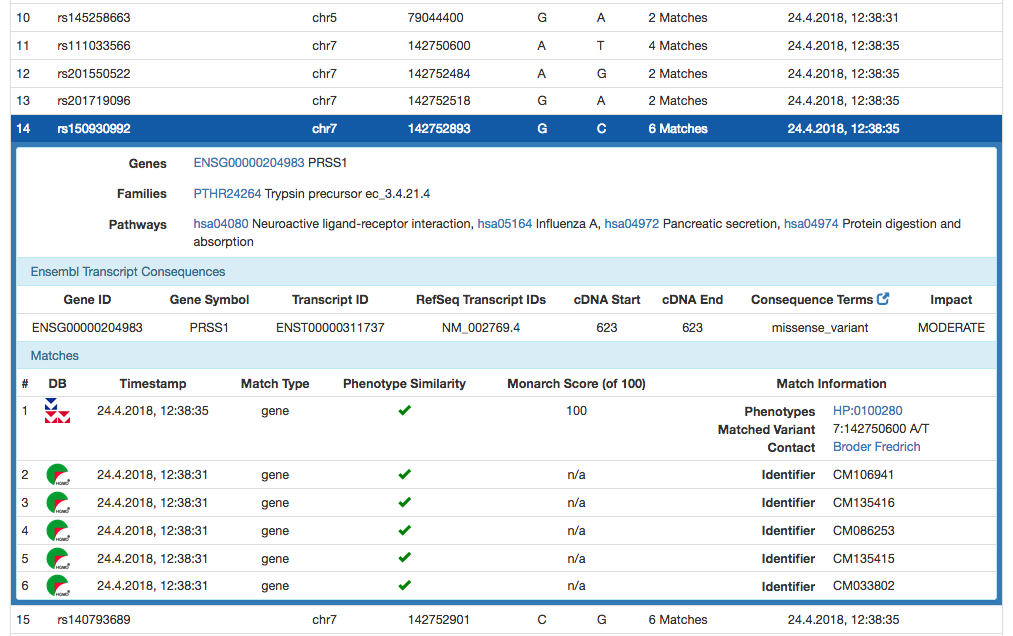 10 rs145258663 chr5 79044400 G A 2 Matches 24.4.2018, 12:38:31
11 rs111033566 chr7 142750600 A T 4 Matches 24.4.2018, 12:38:35
12 rs201550522 chr7 142752484 A G 2 Matches 24.4.2018, 12:38:35
13 rs201719096 chr7 142752518 G A 2 Matches 24.4.2018, 12:38:35
14 rs150930992 chr7 142752893 G C 6 Matches 24.4.2018, 12:38:35
Genes ENSG00000204983 PRSS1
Families PTHR24264 Trypsin precursor ec_3.4.21.4
Pathways hsa04080 Neuroactive ligand-receptor interaction, hsa05164 Influenza A, hsa04972 Pancreatic secretion, hsa04974 Protein digestion and
absorption
Ensembl Transcript Consequences
Gene ID Gene Symbol Transcript ID RefSeq Transcript IDs cDNA Start cDNA End Consequence Terms Impact
ENSG00000204983 PRSS1 ENST00000311737 NM_002769.4 623 623 missense_variant MODERATE
Matches
# DB Timestamp Match Type Phenotype Similarity Monarch Score (of 100) Match Information
1 24.4.2018, 12:38:35 gene 100 Phenotypes HP:0100280
Matched Variant 7:142750600 A/T
Contact Broder Fredrich
2 HGMD 24.4.2018, 12:38:31 gene n/a Identifier CM106941
3 HGMD 24.4.2018, 12:38:31 gene n/a Identifier CM135416
4 HGMD 24.4.2018, 12:38:31 gene n/a Identifier CM086253
5 HGMD 24.4.2018, 12:38:31 gene n/a Identifier CM135415
6 HGMD 24.4.2018, 12:38:31 gene n/a Identifier CM033802
15 rs140793689 chr7 142752901 C G 6 Matches 24.4.2018, 12:38:35